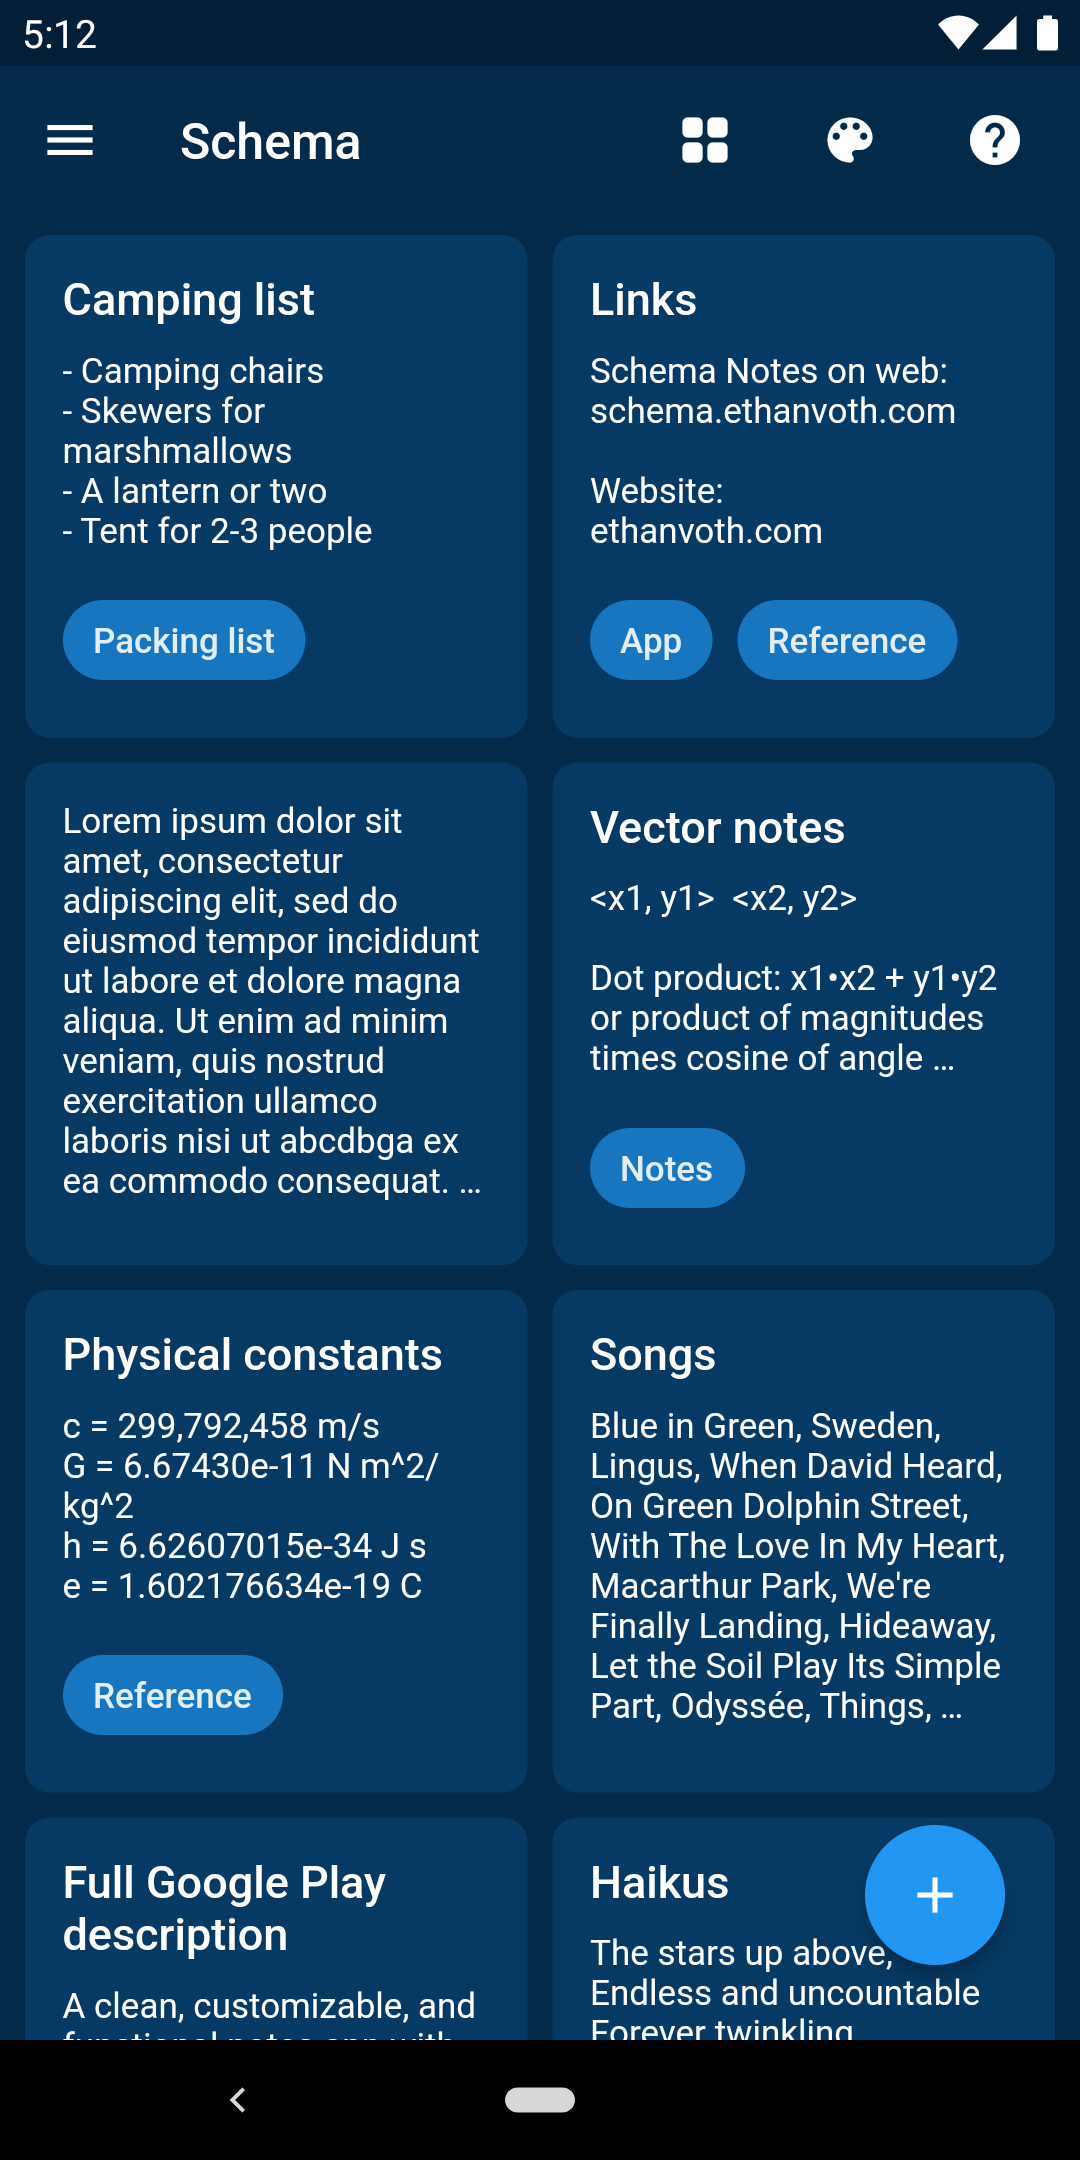 5:12
Schema
Camping list
- Camping chairs
- Skewers for
marshmallows
- A lantern or two
- Tent for 2-3 people
Packing list
Links
Schema Notes on web:
schema.ethanvoth.com
Website:
ethanvoth.com
App
Reference
Lorem ipsum dolor sit
amet, consectetur
adipiscing elit, sed do
eiusmod tempor incididunt
ut labore et dolore magna
aliqua. Ut enim ad minim
veniam, quis nostrud
exercitation ullamco
laboris nisi ut abcdbga ex
ea commodo consequat. …
Vector notes
<x1, y1>  <x2, y2>
Dot product: x1•x2 + y1•y2
or product of magnitudes
times cosine of angle …
Notes
Physical constants
c = 299,792,458 m/s
G = 6.67430e-11 N m^2/
kg^2
h = 6.62607015e-34 J s
e = 1.602176634e-19 C
Reference
Songs
Blue in Green, Sweden,
Lingus, When David Heard,
On Green Dolphin Street,
With The Love In My Heart,
Macarthur Park, We're
Finally Landing, Hideaway,
Let the Soil Play Its Simple
Part, Odyssée, Things, …
Full Google Play
description
A clean, customizable, and
functional notes app with
Haikus
The stars up above,
Endless and uncountable
Forever twinkling